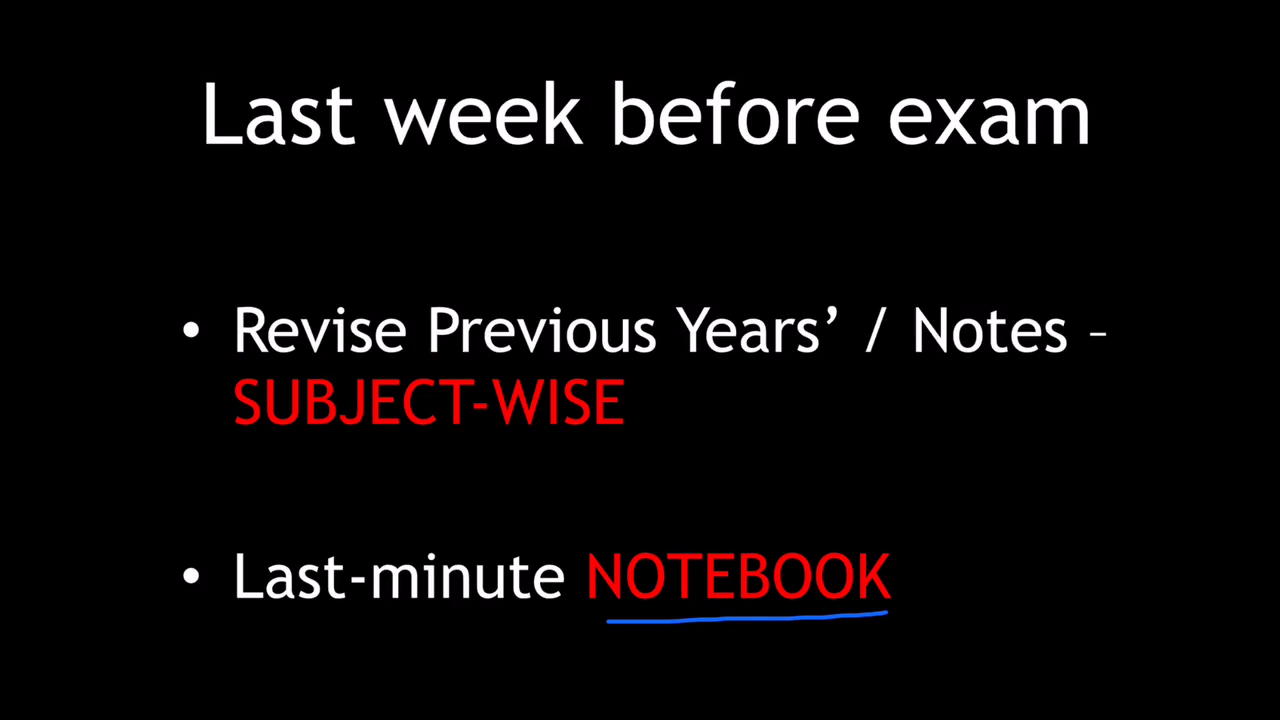 Last week before exam
• Revise Previous Years’ / Notes –
SUBJECT-WISE
• Last-minute NOTEBOOK